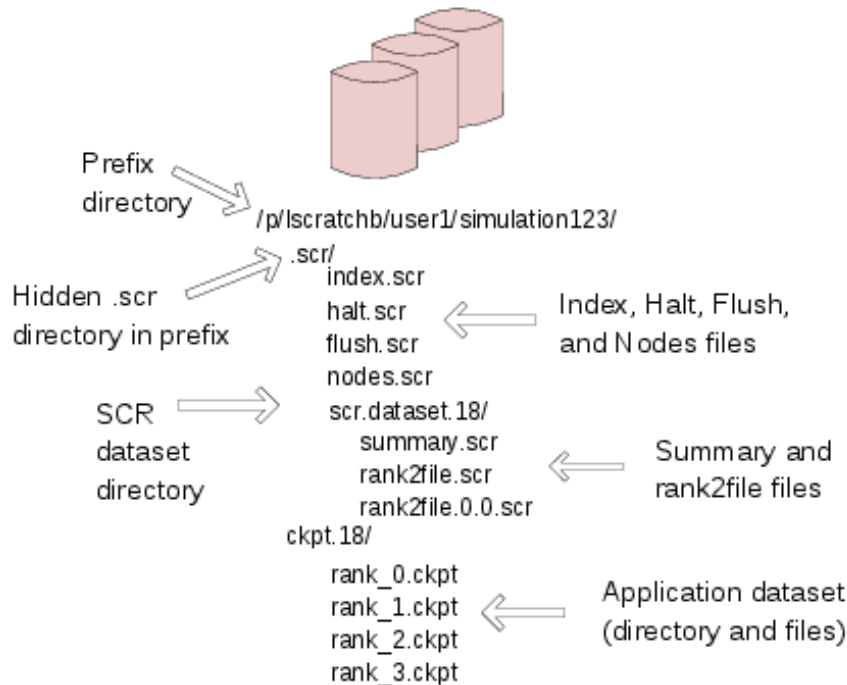 Prefix
directory
/p/lscratchb/user1/simulation123/
.scr/
index.scr
Hidden .scr
directory in prefix
halt.scr
flush.scr
nodes.scr
Index, Halt, Flush,
and Nodes files
SCR
dataset
directory
scr.dataset.18/
summary.scr
rank2file.scr
rank2file.0.0.scr
Summary and
rank2file files
ckpt.18/
rank_0.ckpt
rank_1.ckpt
rank_2.ckpt
rank_3.ckpt
Application dataset
(directory and files)